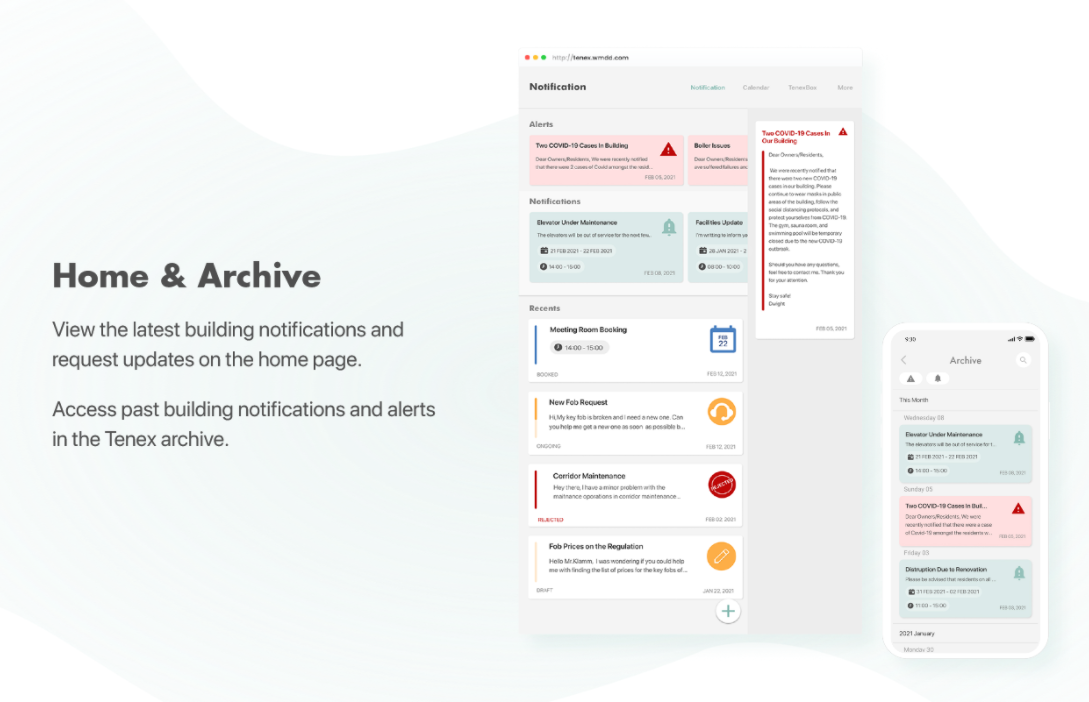 Home & Archive
View the latest building notifications and
request updates on the home page.
Access past building notifications and alerts
in the Tenex archive.
http://tenex.wmdd.com
Notification
Notification Calendar TenexBox More
Alerts
Two COVID-19 Cases In Building
Dear Owners/Residents, We were recently notified
that there were 2 cases of Covid amongst the resid...
FEB 05, 2021
Boiler Issues
Dear Owners/Residents
Notifications
Elevator Under Maintenance
The elevators will be out of service for the next few..
21 FEB 2021 - 22 FEB 2021
14:00 - 15:00
FEB 08, 2021
Facilities Update
I'm writing to inform ya
26 JAN 2021 - 2
09:00 - 10:00
Recents
Meeting Room Booking
14:00 - 15:00
FEB
22
BOOKED
FEB 12, 2021
New Fob Request
Hi,My key fob is broken and I need a new one. Can
you help me get a new one as soon as possible b...
ONGOING
FEB 12, 2021
Corridor Maintenance
Hey there, I have a minor problem with the
maitnance operations in corridor maintenance...
REJECTED
REJECTED
FEB 02, 2021
Fob Prices on the Regulation
Hello Mr.Klamm, I was wondering if you could help
me with finding the list of prices for the key fobs of...
DRAFT
JAN 22, 2021
Two COVID-19 Cases In
Our Building
Dear Owners/Residents,
We were recently notified that
there were two new COVID-19
cases in our building. Please
continue to wear masks in public
areas of the building, follow the
social distancing protocols, and
protect yourselves from COVID-19
The gym, sauna room, and
swimming pool will be temporary
closed due to the new COVID-19
outbreak.
Should you have any questions,
feel free to contact me. Thank you
for your attention.
Stay safe!
Dwight
FEB 05, 2021
9:30
Archive
This Month
Wednesday 08
Elevator Under Maintenance
The elevators will be out of service for t...
21 FEB 2021 - 22 FEB 2021
14:00 - 15:00
FEB 08, 2021
Sunday 05
Two COVID-19 Cases In Buil...
Dear Owners/Residents, We were
recently notified that there were a case
of Covid-19 amongst the residents w...
FEB 05, 2021
Friday 03
Distruption Due to Renovation
Please be advised that residents on all ...
31 FEB 2021 - 02 FEB 2021
11:00 - 15:00
FEB 03, 2021
2021 January
Monday 30